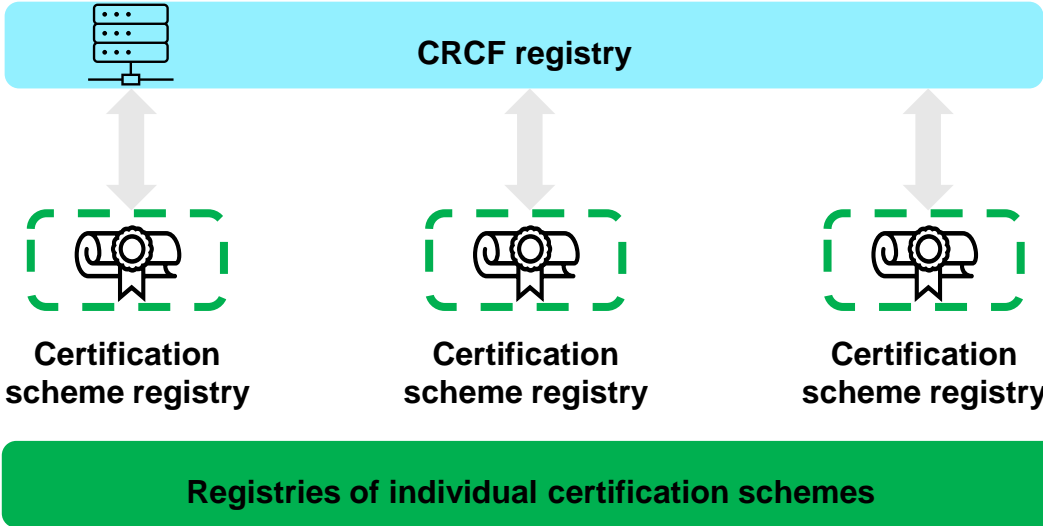 CRCF registry
Certification
scheme registry
Certification
scheme registry
Certification
scheme registry
Registries of individual certification schemes